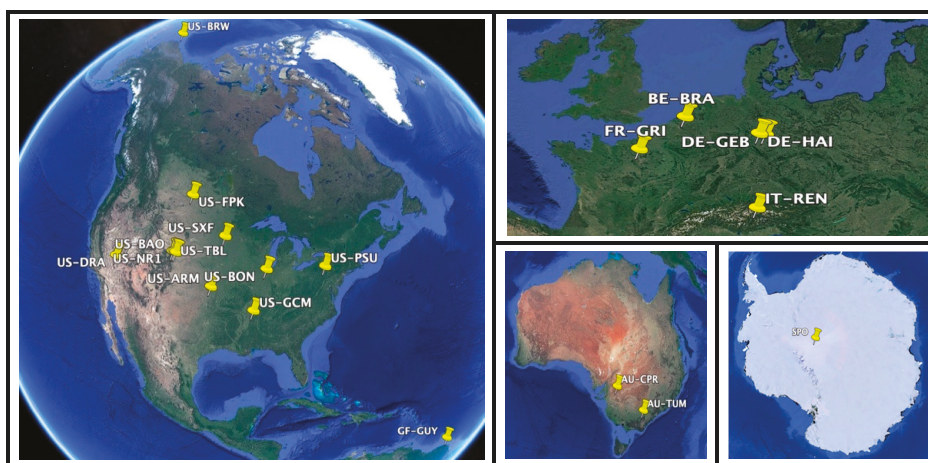 US-BRW
US-FPK
US-SXF
US-BAO
US-TBL
US-DRA
US-NR1
US-PSU
US-ARM
US-BON
US-GCM
GF-GUY
BE-BRA
FR-GRI
DE-GEB
DE-HAI
IT-REN
AU-CPR
AU-TUM
SPO